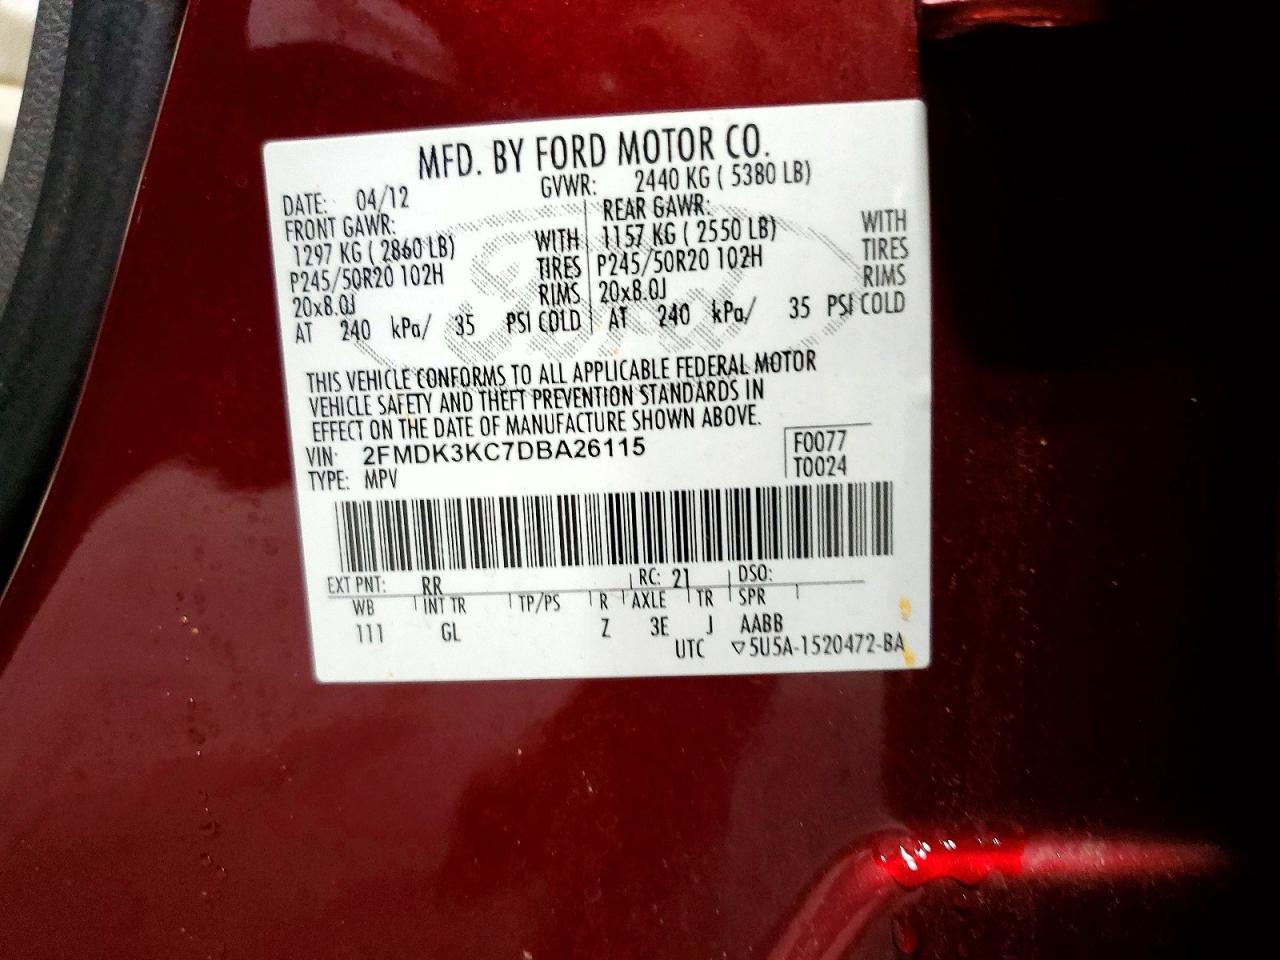 MFD. BY FORD MOTOR CO.
DATE: 04/12 GVWR: 2440 KG ( 5380 LB)
FRONT GAWR: REAR GAWR:
1297 KG ( 2860 LB) WITH 1157 KG ( 2550 LB) WITH
P245/50R20 102H TIRES P245/50R20 102H TIRES
20x8.0J RIMS 20x8.0J RIMS
AT 240 kPa/ 35 PSI COLD AT 240 kPa/ 35 PSI COLD
THIS VEHICLE CONFORMS TO ALL APPLICABLE FEDERAL MOTOR
VEHICLE SAFETY AND THEFT PREVENTION STANDARDS IN
EFFECT ON THE DATE OF MANUFACTURE SHOWN ABOVE.
VIN: 2FMDK3KC7DBA26115 F0077
TYPE: MPV T0024
EXT PNT: RR RC: 21 DSO:
WB INT TR TP/PS R AXLE TR SPR
111 GL Z 3E J AABB
UTC ▽5U5A-1520472-BA